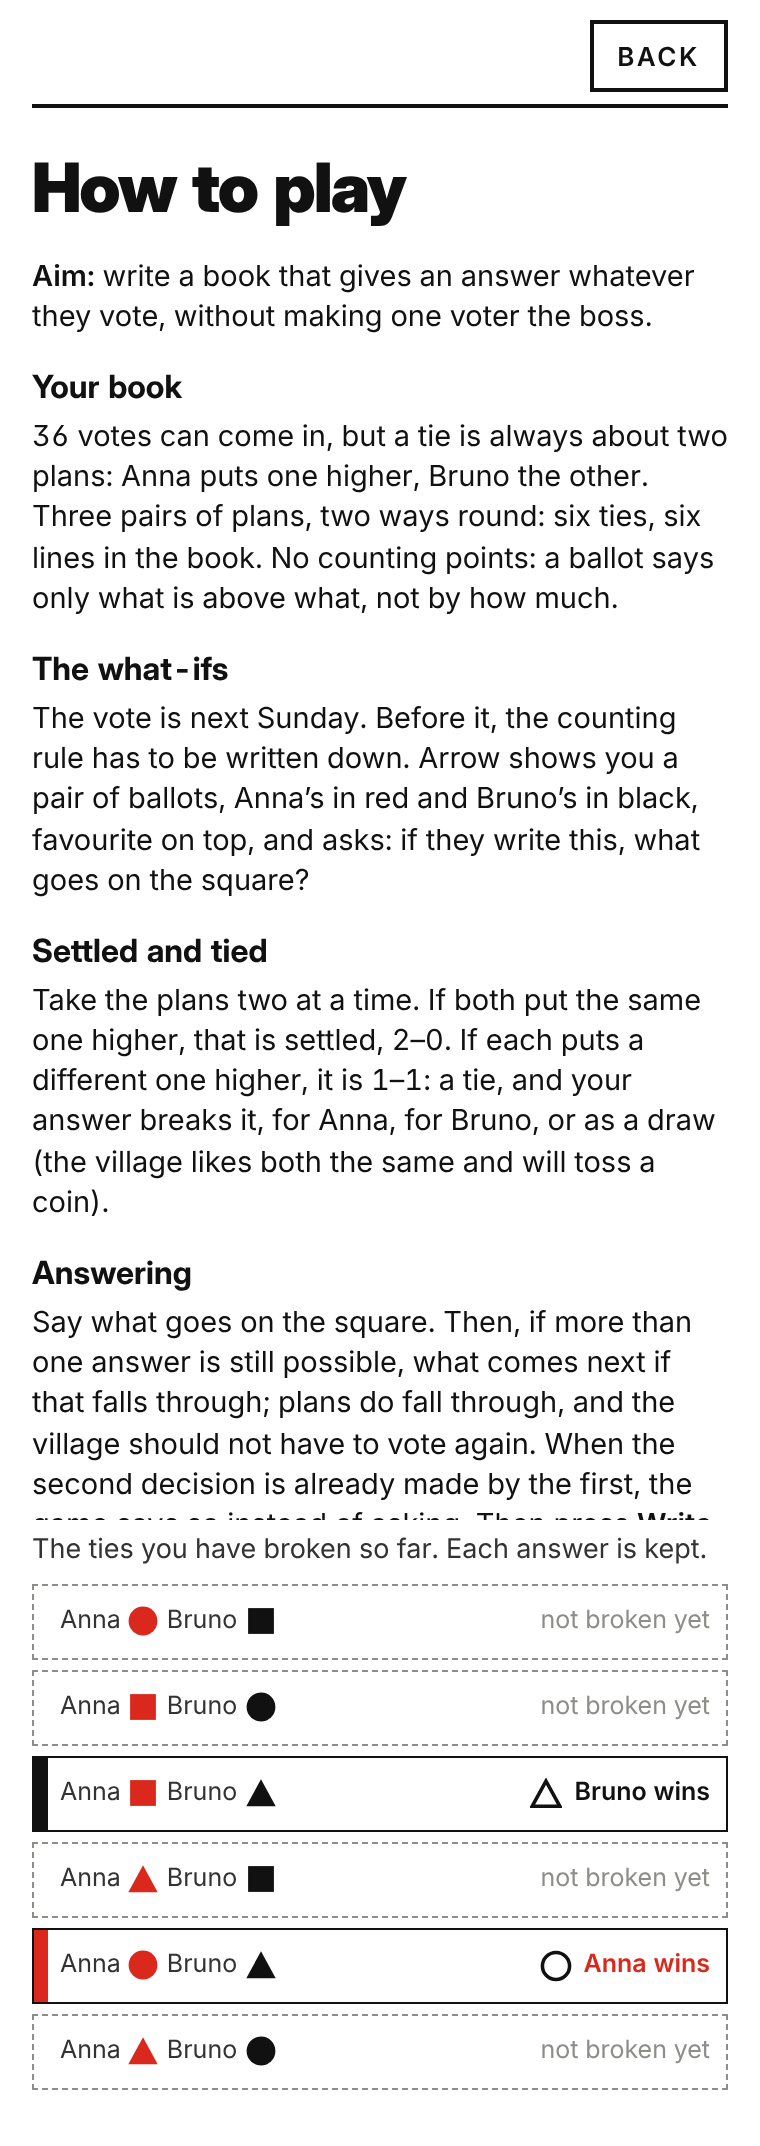 BACK
How to play
Aim: write a book that gives an answer whatever
they vote, without making one voter the boss.
Your book
36 votes can come in, but a tie is always about two
plans: Anna puts one higher, Bruno the other.
Three pairs of plans, two ways round: six ties, six
lines in the book. No counting points: a ballot says
only what is above what, not by how much.
The what-ifs
The vote is next Sunday. Before it, the counting
rule has to be written down. Arrow shows you a
pair of ballots, Anna’s in red and Bruno’s in black,
favourite on top, and asks: if they write this, what
goes on the square?
Settled and tied
Take the plans two at a time. If both put the same
one higher, that is settled, 2–0. If each puts a
different one higher, it is 1–1: a tie, and your
answer breaks it, for Anna, for Bruno, or as a draw
(the village likes both the same and will toss a
coin).
Answering
Say what goes on the square. Then, if more than
one answer is still possible, what comes next if
that falls through; plans do fall through, and the
village should not have to vote again. When the
second decision is already made by the first, the
game says so instead of asking. Then press Write
The ties you have broken so far. Each answer is kept.
Anna Bruno not broken yet
Anna Bruno not broken yet
Anna Bruno Bruno wins
Anna Bruno not broken yet
Anna Bruno Anna wins
Anna Bruno not broken yet